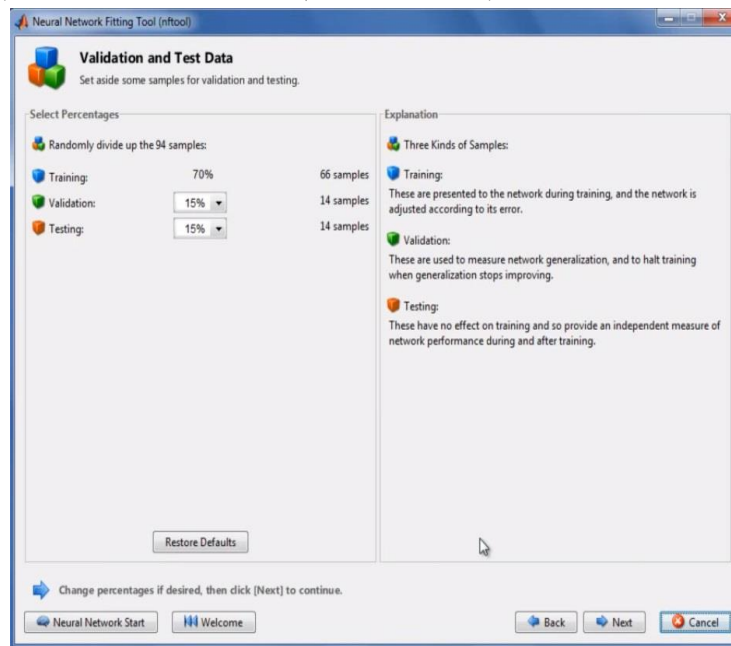 Neural Network Fitting Tool (nftool)
Validation and Test Data
Set aside some samples for validation and testing.
Select Percentages
Randomly divide up the 94 samples:
Training: 70% 66 samples
Validation: 15% 14 samples
Testing: 15% 14 samples
Restore Defaults
Explanation
Three Kinds of Samples:
Training:
These are presented to the network during training, and the network is
adjusted according to its error.
Validation:
These are used to measure network generalization, and to halt training
when generalization stops improving.
Testing:
These have no effect on training and so provide an independent measure of
network performance during and after training.
Change percentages if desired, then click [Next] to continue.
Neural Network Start Welcome Back Next Cancel